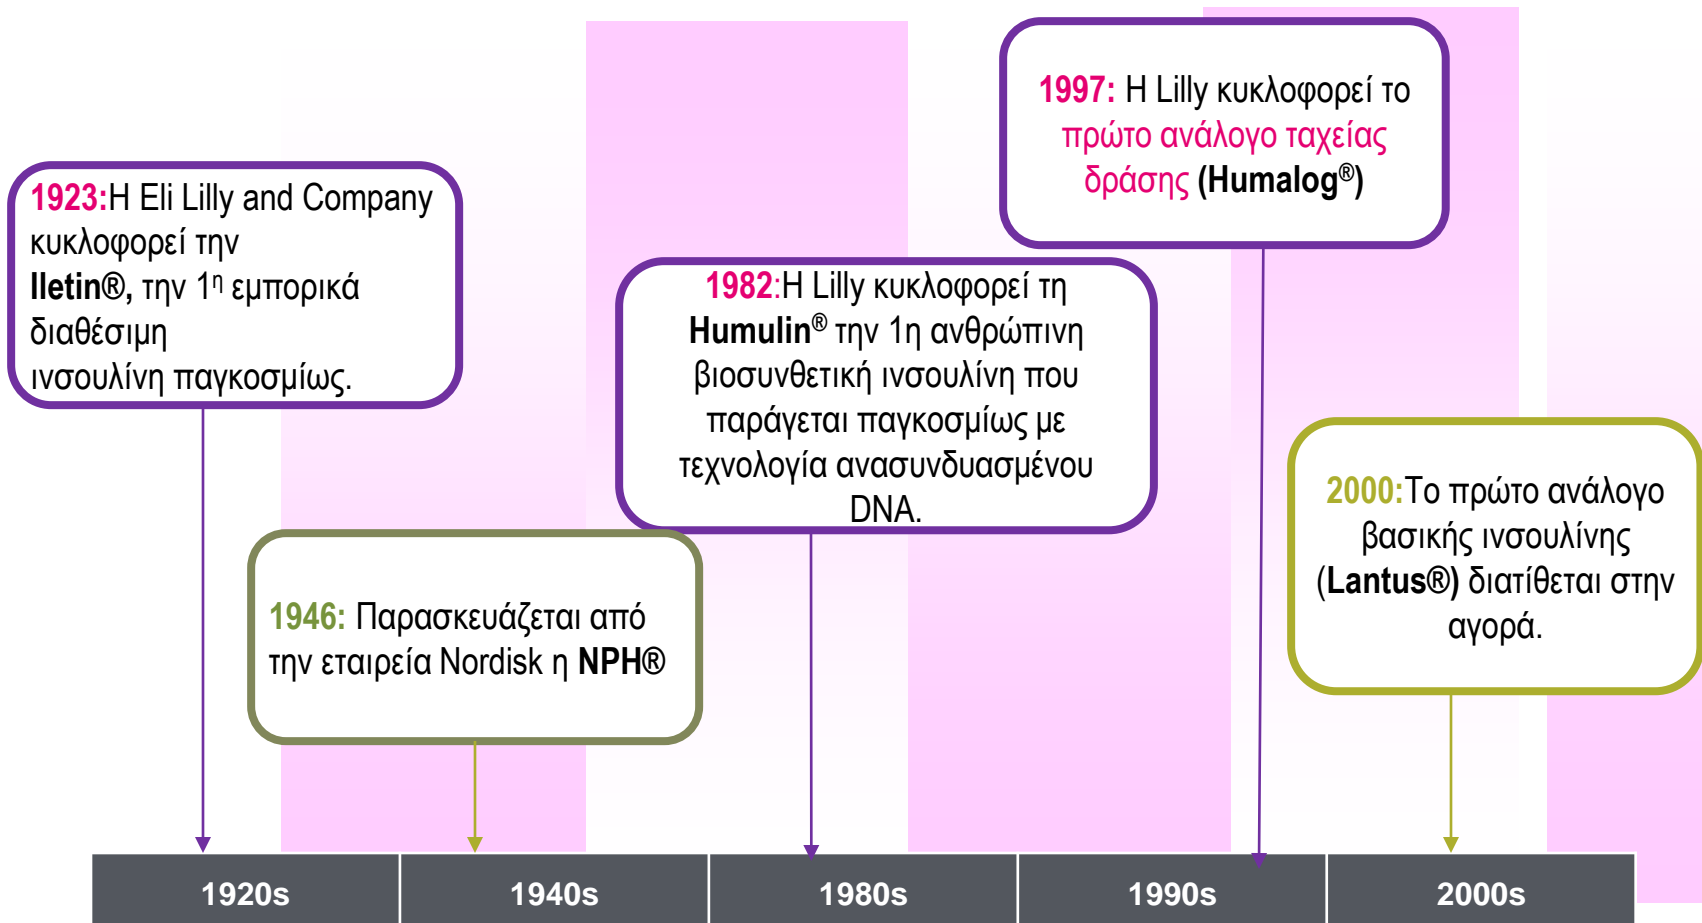 1923:Η Eli Lilly and Company
κυκλοφορεί την
Iletin®, την 1η εμπορικά
διαθέσιμη
ινσουλίνη παγκοσμίως.
1946: Παρασκευάζεται από
την εταιρεία Nordisk η NPH®
1982:Η Lilly κυκλοφορεί τη
Humulin® την 1η ανθρώπινη
βιοσυνθετική ινσουλίνη που
παράγεται παγκοσμίως με
τεχνολογία ανασυνδυασμένου
DNA.
1997: Η Lilly κυκλοφορεί το
πρώτο ανάλογο ταχείας
δράσης (Humalog®)
2000:Το πρώτο ανάλογο
βασικής ινσουλίνης
(Lantus®) διατίθεται στην
αγορά.
1920s
1940s
1980s
1990s
2000s